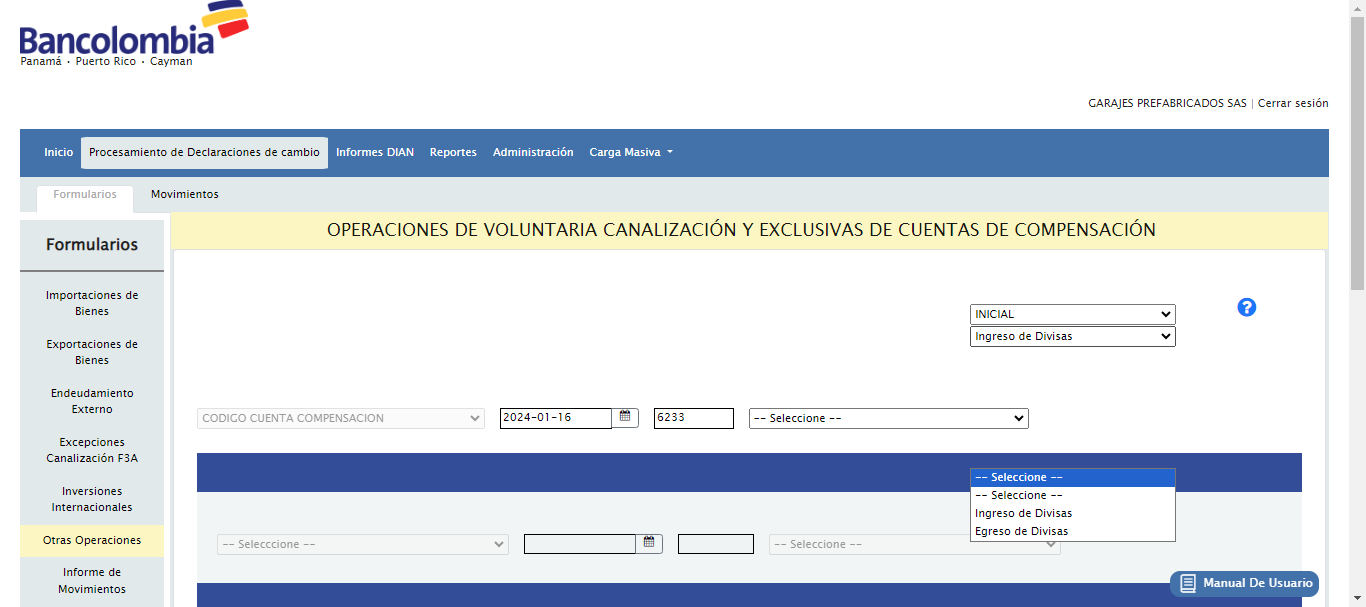 Bancolombia
Panamá • Puerto Rico • Cayman
GARAJES PREFABRICADOS SAS | Cerrar sesión
Inicio Procesamiento de Declaraciones de cambio Informes DIAN Reportes Administración Carga Masiva
Formularios Movimientos
OPERACIONES DE VOLUNTARIA CANALIZACIÓN Y EXCLUSIVAS DE CUENTAS DE COMPENSACIÓN
Formularios
Importaciones de
Bienes
Exportaciones de
Bienes
Endeudamiento
Externo
Excepciones
Canalización F3A
Inversiones
Internacionales
Otras Operaciones
Informe de
Movimientos
INICIAL
?
Ingreso de Divisas
CODIGO CUENTA COMPENSACION 2024-01-16 6233 -- Seleccione --
-- Seleccione --
-- Seleccione --
Ingreso de Divisas
Egreso de Divisas
-- Selecccione -- -- Seleccione --
Manual De Usuario